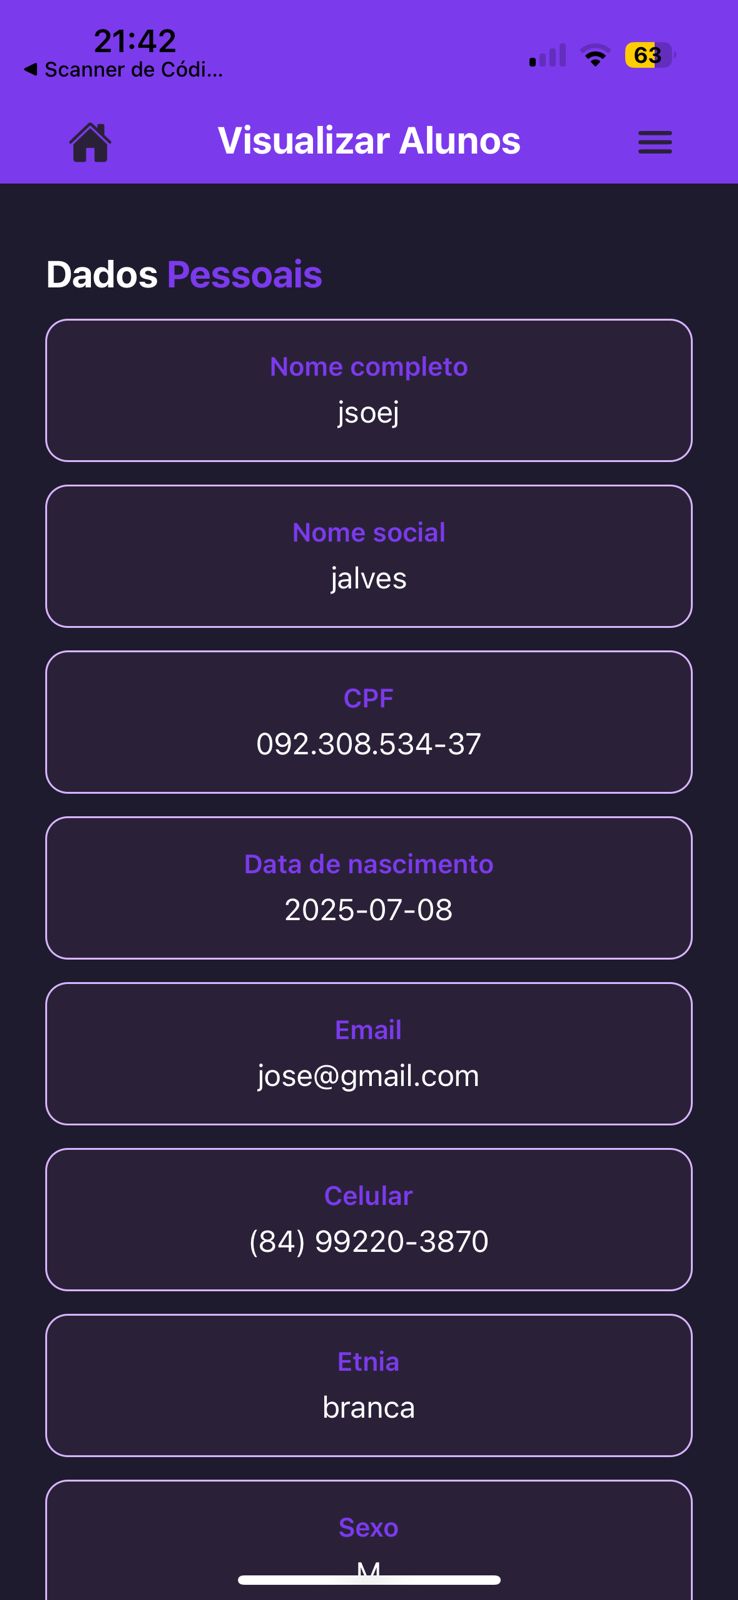 21:42
◀ Scanner de Códi...
63
Visualizar Alunos
Dados Pessoais
Nome completo
jsoej
Nome social
jalves
CPF
092.308.534-37
Data de nascimento
2025-07-08
Email
jose@gmail.com
Celular
(84) 99220-3870
Etnia
branca
Sexo
M